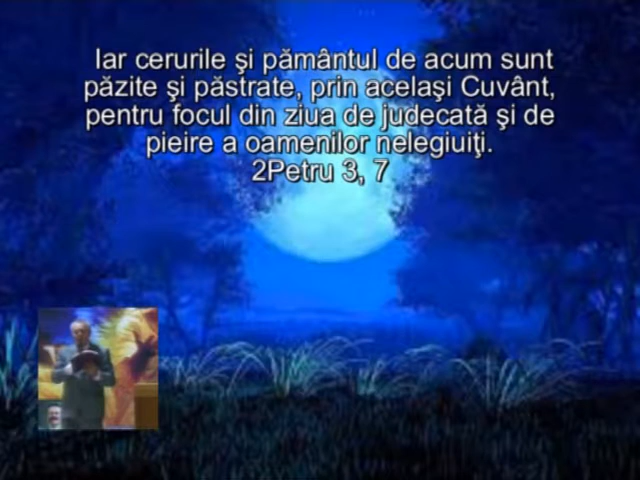 Iar cerurile şi pământul de acum sunt
păzite şi păstrate, prin acelaşi Cuvânt,
pentru focul din ziua de judecată şi de
pieire a oamenilor nelegiuiţi.
2Petru 3, 7